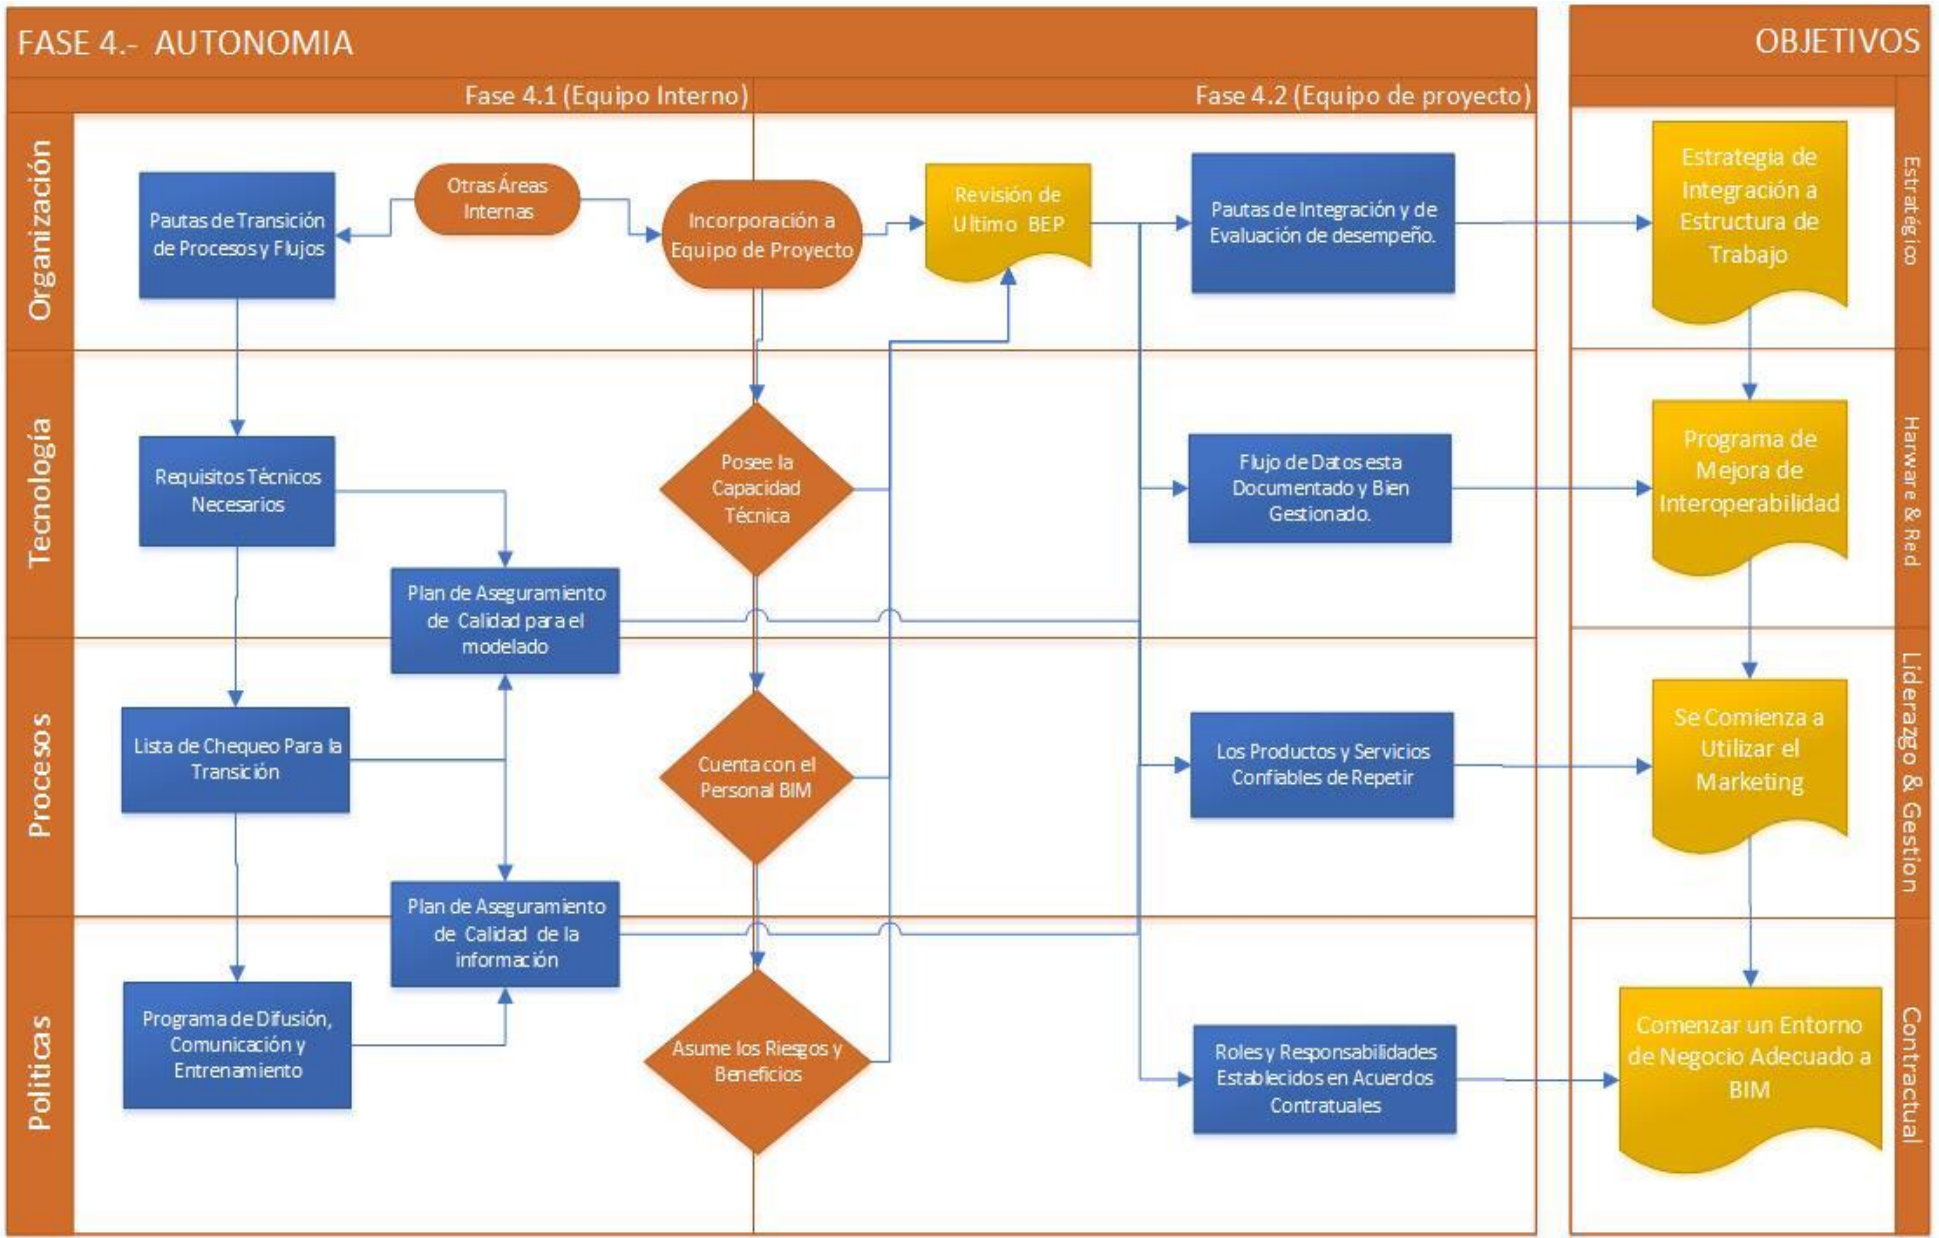 FASE 4.- AUTONOMIA
OBJETIVOS
Fase 4.1 (Equipo Interno)
Fase 4.2 (Equipo de proyecto)
Organización
Pautas de Transición
de Procesos y Flujos
Otras Áreas
Internas
Incorporación a
Equipo de Proyecto
Revisión de
Ultimo BEP
Pautas de Integración y de
Evaluación de desempeño.
Estrategia de
Integración a
Estructura de
Trabajo
Estratégico
Tecnología
Requisitos Técnicos
Necesarios
Plan de Aseguramiento
de Calidad para el
modelado
Posee la
Capacidad
Técnica
Flujo de Datos esta
Documentado y Bien
Gestionado.
Programa de
Mejora de
Interoperabilidad
Harware & Red
Procesos
Lista de Chequeo Para la
Transición
Cuenta con el
Personal BIM
Los Productos y Servicios
Confiables de Repetir
Se Comienza a
Utilizar el
Marketing
Liderazgo & Gestion
Plan de Aseguramiento
de Calidad de la
información
Politicas
Programa de Difusión,
Comunicación y
Entrenamiento
Asume los Riesgos y
Beneficios
Roles y Responsabilidades
Establecidos en Acuerdos
Contratuales
Comenzar un Entorno
de Negocio Adecuado a
BIM
Contractual